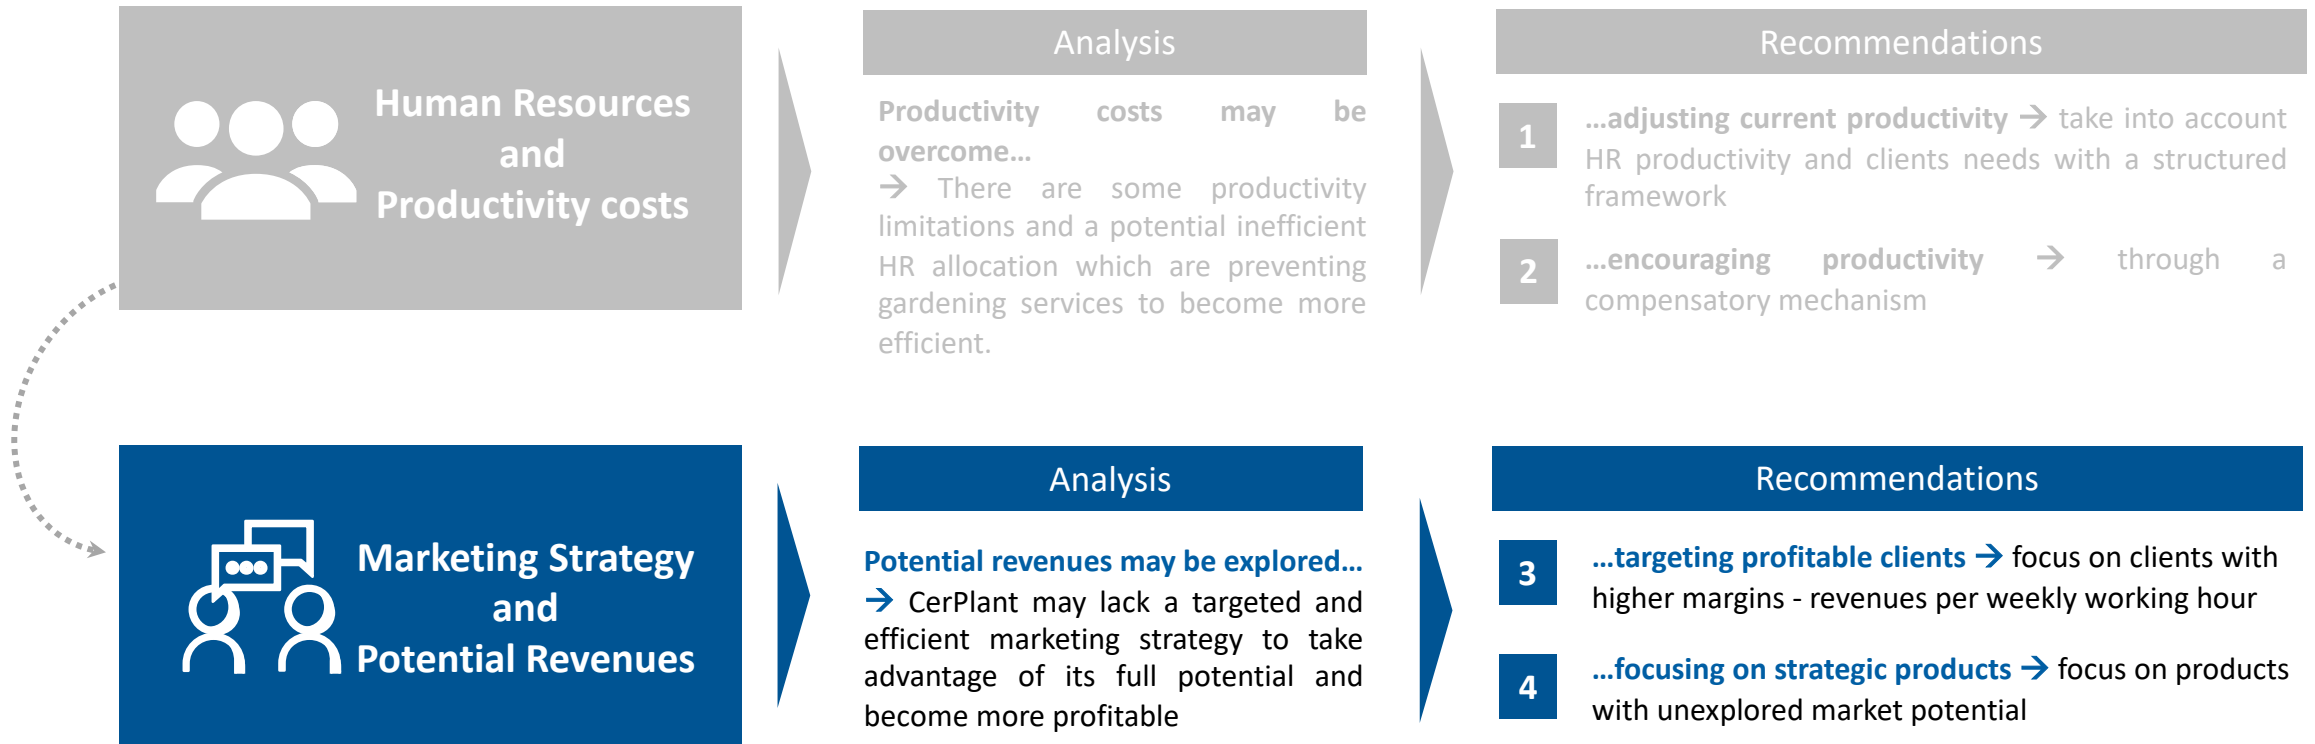 Human Resources
and
Productivity costs
Analysis
Productivity costs may be
overcome…
→ There are some productivity
limitations and a potential inefficient
HR allocation which are preventing
gardening services to become more
efficient.
Recommendations
1
…adjusting current productivity → take into account
HR productivity and clients needs with a structured
framework
2
…encouraging productivity → through a
compensatory mechanism
Marketing Strategy
and
Potential Revenues
Analysis
Potential revenues may be explored…
→ CerPlant may lack a targeted and
efficient marketing strategy to take
advantage of its full potential and
become more profitable
Recommendations
3
…targeting profitable clients → focus on clients with
higher margins - revenues per weekly working hour
4
…focusing on strategic products → focus on products
with unexplored market potential